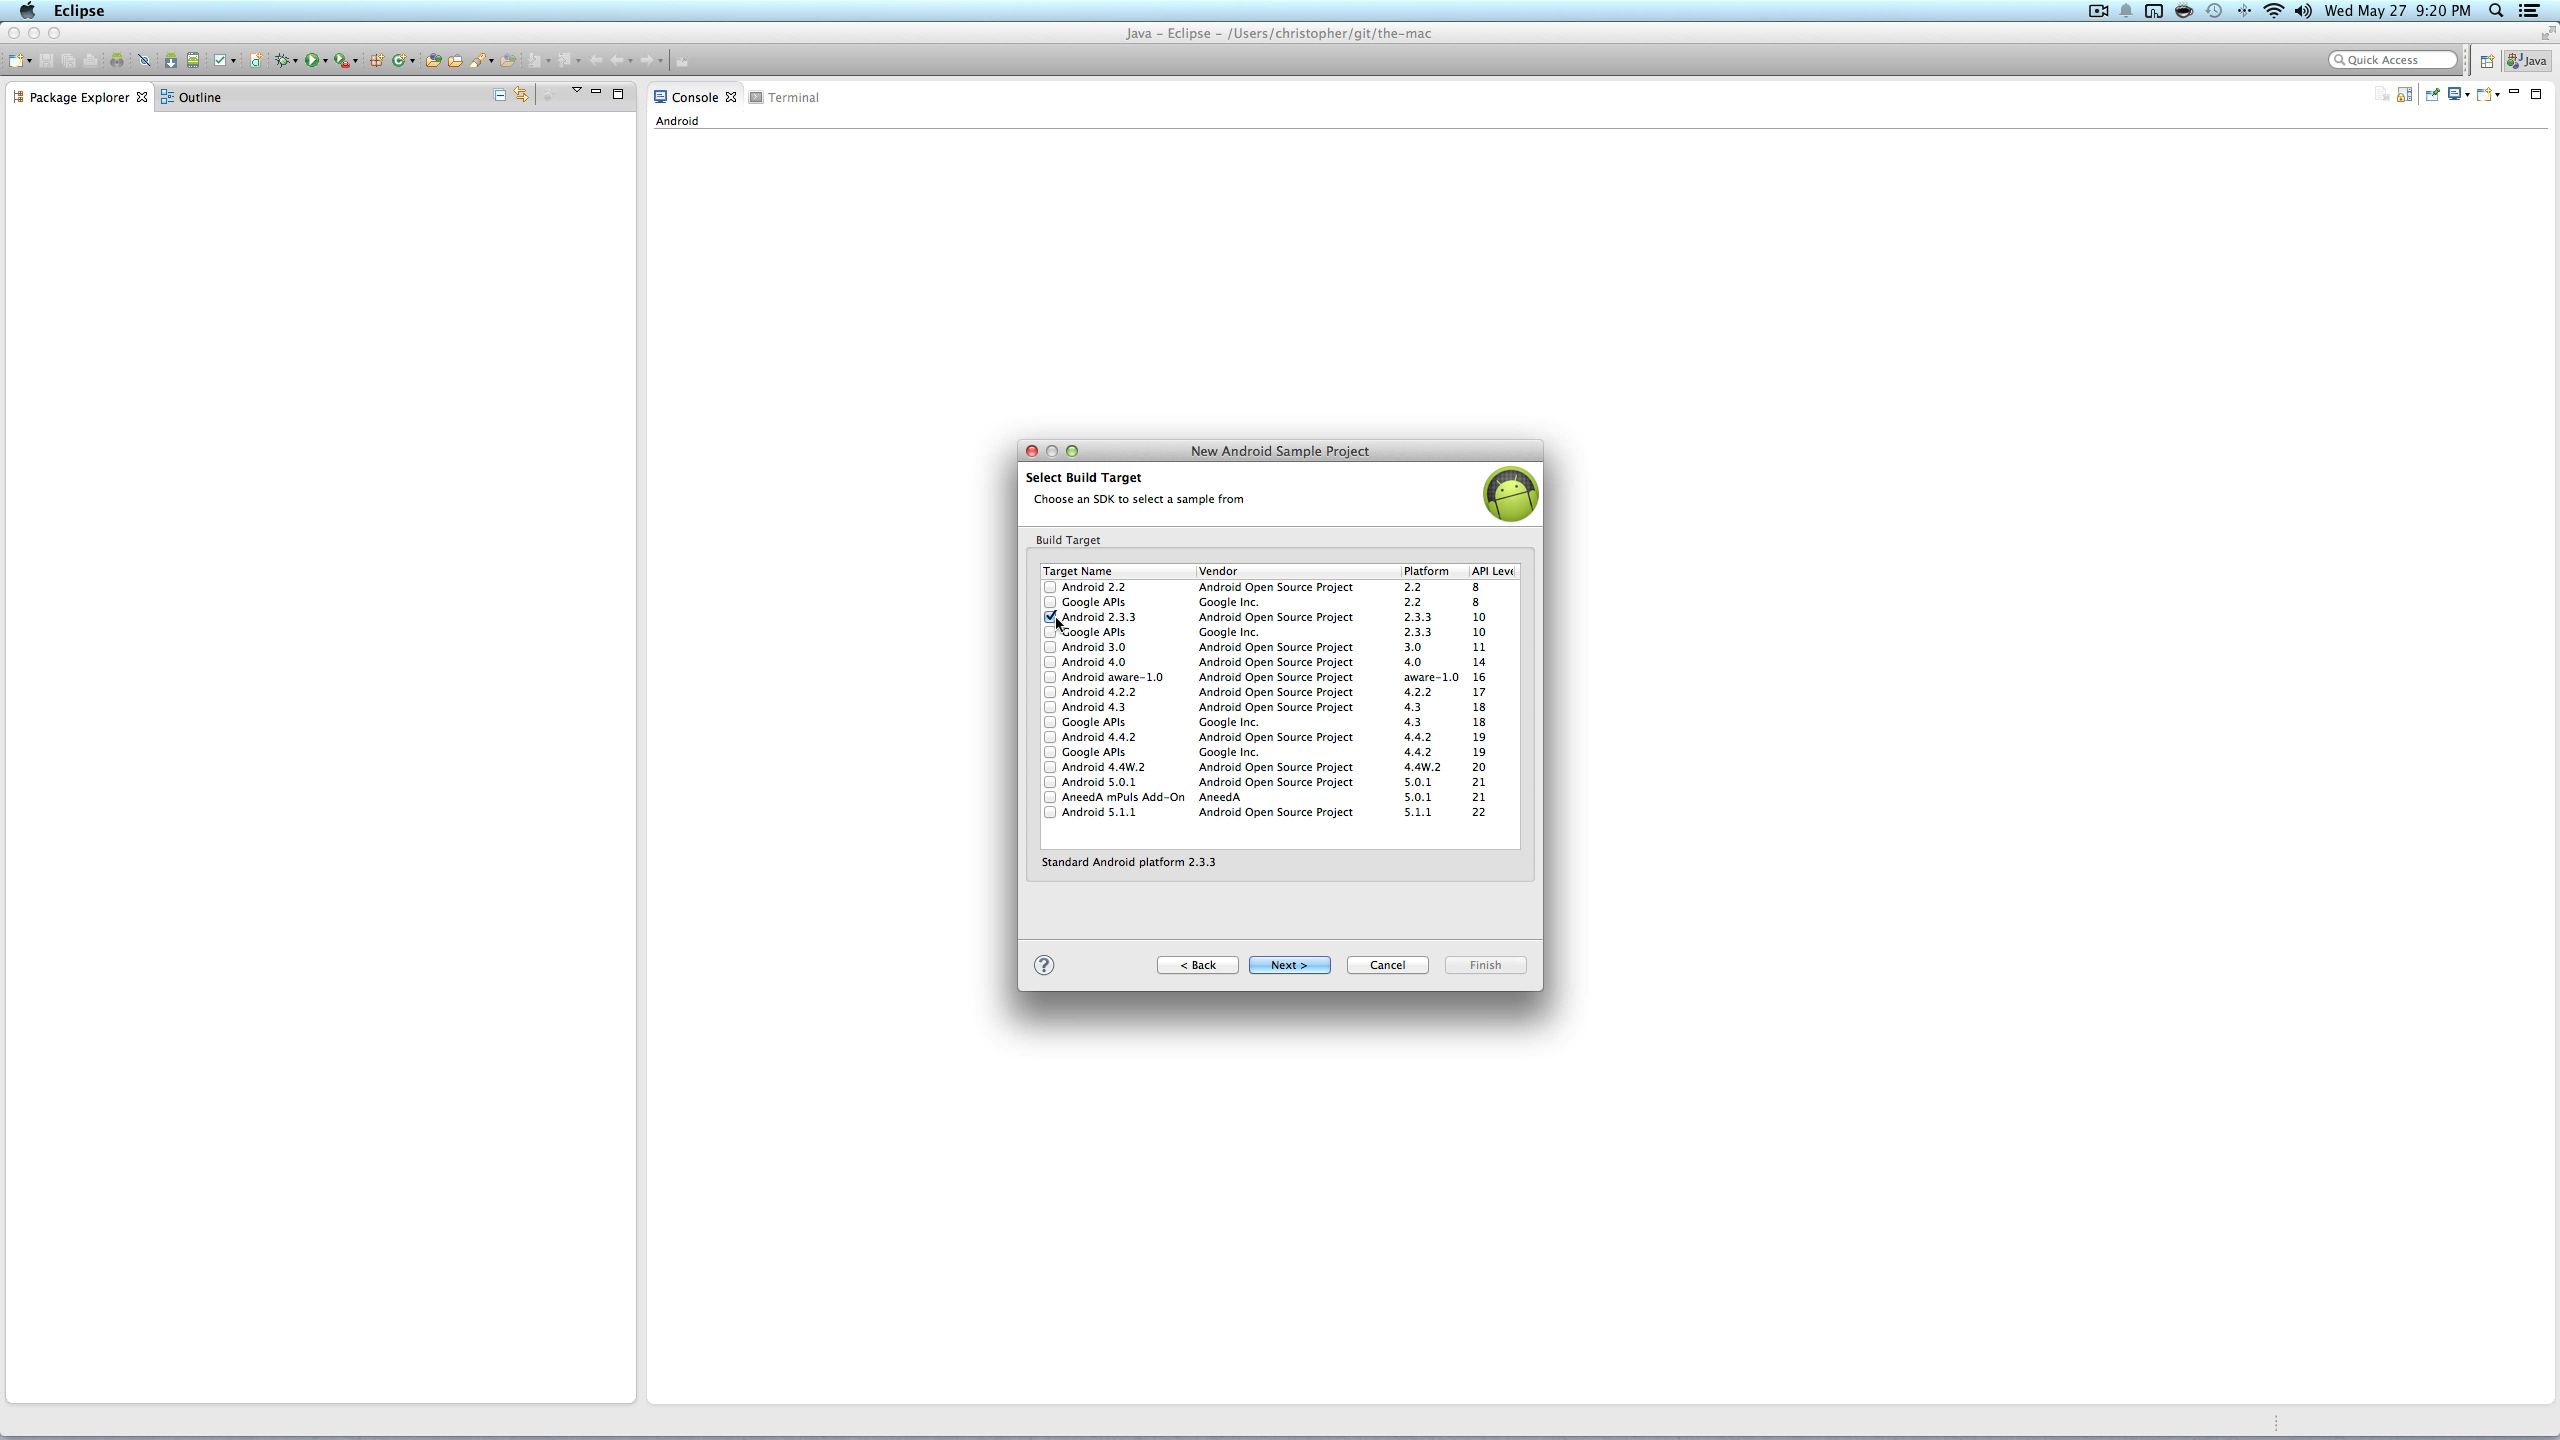 Eclipse
Wed May 27 9:20 PM
Java – Eclipse – /Users/christopher/git/the-mac
Quick Access
Java
Package Explorer
Outline
Console
Terminal
Android
New Android Sample Project
Select Build Target
Choose an SDK to select a sample from
Build Target
Target Name Vendor Platform API Leve
Android 2.2 Android Open Source Project 2.2 8
Google APIs Google Inc. 2.2 8
Android 2.3.3 Android Open Source Project 2.3.3 10
Google APIs Google Inc. 2.3.3 10
Android 3.0 Android Open Source Project 3.0 11
Android 4.0 Android Open Source Project 4.0 14
Android aware-1.0 Android Open Source Project aware-1.0 16
Android 4.2.2 Android Open Source Project 4.2.2 17
Android 4.3 Android Open Source Project 4.3 18
Google APIs Google Inc. 4.3 18
Android 4.4.2 Android Open Source Project 4.4.2 19
Google APIs Google Inc. 4.4.2 19
Android 4.4W.2 Android Open Source Project 4.4W.2 20
Android 5.0.1 Android Open Source Project 5.0.1 21
AneedA mPuls Add-On AneedA 5.0.1 21
Android 5.1.1 Android Open Source Project 5.1.1 22
Standard Android platform 2.3.3
? < Back Next > Cancel Finish